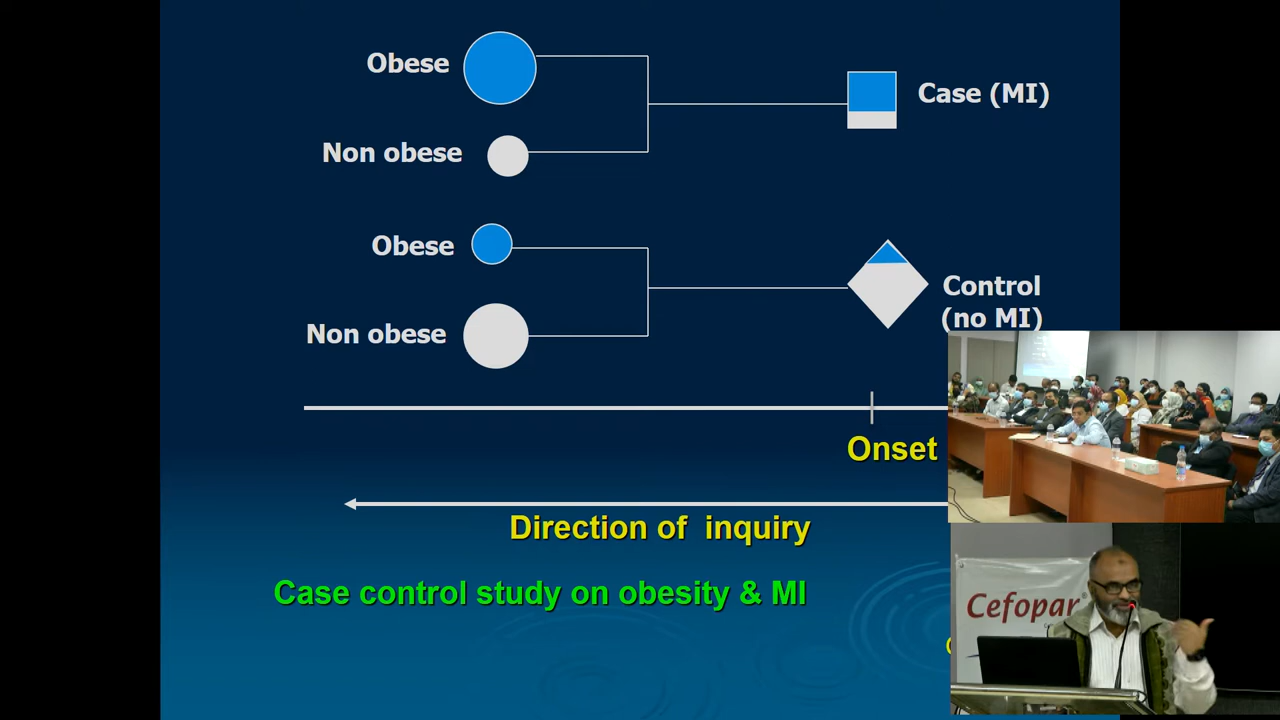 Obese
Case (MI)
Non obese
Obese
Control
(no MI)
Non obese
Onset
Direction of inquiry
Case control study on obesity & MI
Cefopar®